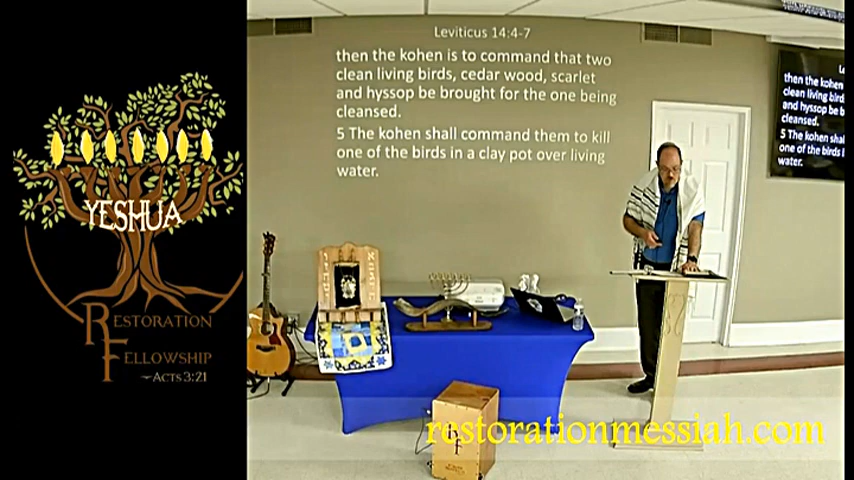 YESHUA
RESTORATION
FELLOWSHIP
ACTS 3:21
Leviticus 14:4-7
then the kohen is to command that two
clean living birds, cedar wood, scarlet
and hyssop be brought for the one being
cleansed.
5 The kohen shall command them to kill
one of the birds in a clay pot over living
water.
then the kohen
clean living bird
and hyssop be b
cleansed.
5 The kohen sha
one of the birds i
water.
R F
restorationmessiah.com